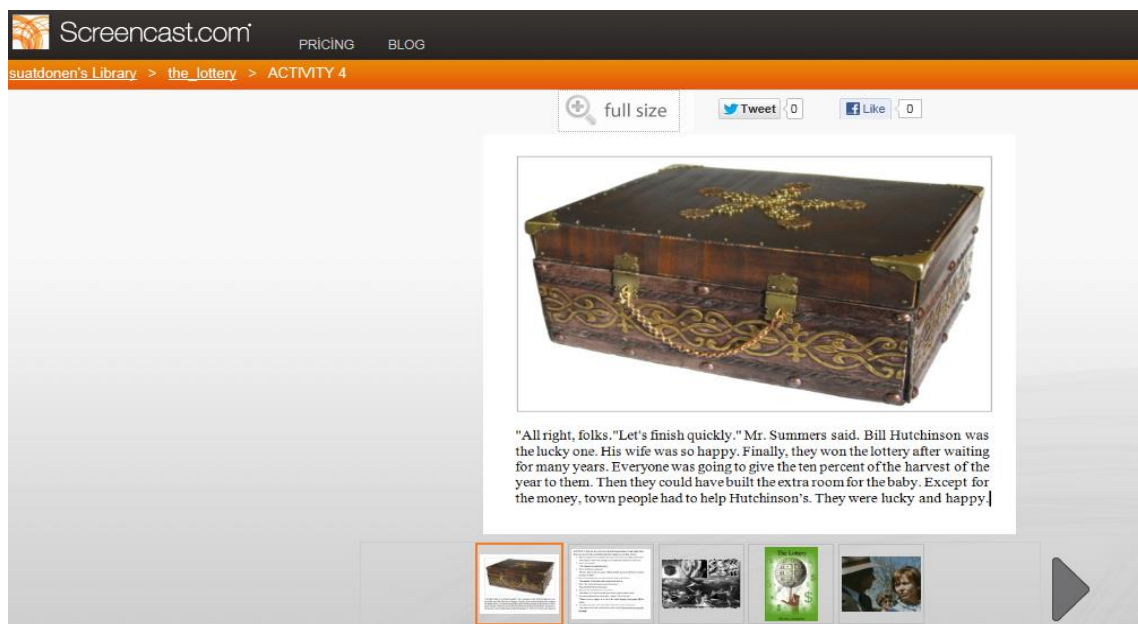 Screencast.com
PRİCİNG BLOG
suatdonen's Library > the_lottery > ACTIVITY 4
full size Tweet 0 Like 0
"All right, folks."Let's finish quickly." Mr. Summers said. Bill Hutchinson was
the lucky one. His wife was so happy. Finally, they won the lottery after waiting
for many years. Everyone was going to give the ten percent of the harvest of the
year to them. Then they could have built the extra room for the baby. Except for
the money, town people had to help Hutchinson's. They were lucky and happy.
The Lottery